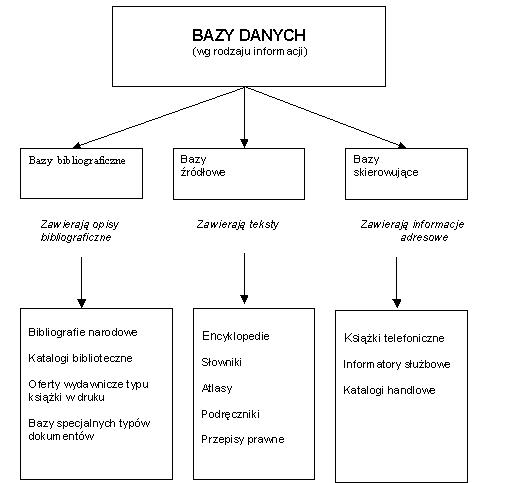 BAZY DANYCH
(wg rodzaju informacji)
Bazy bibliograficzne
Bazy
źródłowe
Bazy
skierowujące
Zawierają opisy
bibliograficzne
Zawierają teksty
Zawierają informacje
adresowe
Bibliografie narodowe
Katalogi biblioteczne
Oferty wydawnicze typu
książki w druku
Bazy specjalnych typów
dokumentów
Encyklopedie
Słowniki
Atlasy
Podręczniki
Przepisy prawne
Książki telefoniczne
Informatory służbowe
Katalogi handlowe